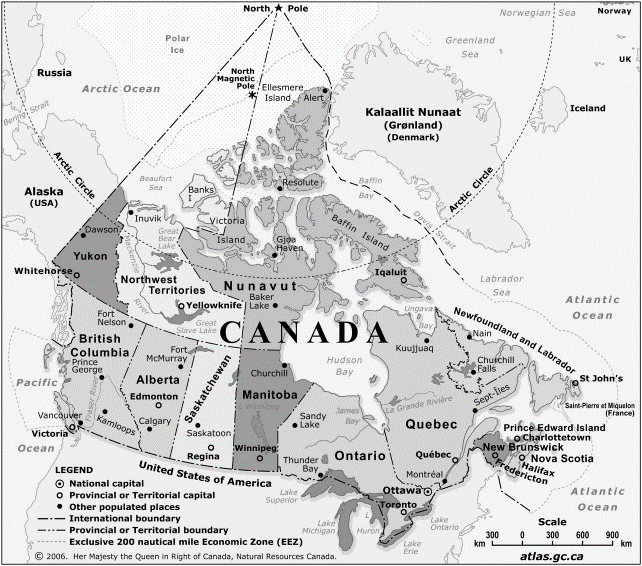 North Pole
Norwegian Sea
Norway
Polar
Ice
Greenland
Sea
UK
Russia
North
Magnetic
Pole
Ellesmere
Island
Alert
Arctic Ocean
Kalaallit Nunaat
(Grønland)
(Denmark)
Iceland
Bering Strait
Arctic Circle
Beaufort
Sea
Banks
I
Resolute
Baffin
Bay
Arctic Circle
Alaska
(USA)
Inuvik
Victoria
Island
Baffin Island
Davis Strait
Dawson
Great
Bear Lake
Gjoa
Haven
Yukon
Mackenzie
River
Whitehorse
Northwest
Territories
Nunavut
Iqaluit
Labrador
Sea
Yellowknife
Baker
Lake
Atlantic
Ocean
Fort
Nelson
Great
Slave Lake
CANADA
Ungava
Bay
Newfoundland and Labrador
British
Columbia
Nain
Kuujjuaq
Prince
George
Fort
McMurray
Hudson
Bay
Churchill
Falls
Pacific
Ocean
Alberta
Saskatchewan
Churchill
Manitoba
St John's
Edmonton
Fraser River
L Winnipeg
James
Bay
La Grande Rivière
Sept-Îles
Saint-Pierre et Miquelon
(France)
Vancouver
Kamloops
Calgary
Saskatoon
Sandy
Lake
Quebec
Prince Edward Island
Charlottetown
Victoria
Regina
Winnipeg
Ontario
Québec
New Brunswick
Nova Scotia
Fredericton
Halifax
United States of America
Thunder
Bay
Montréal
Ottawa
Toronto
Lake
Superior
Lake
Michigan
Lake
Huron
Lake
Erie
Lake
Ontario
Atlantic
Ocean
LEGEND
National capital
Provincial or Territorial capital
Other populated places
International boundary
Provincial or Territorial boundary
Exclusive 200 nautical mile Economic Zone (EEZ)
© 2006. Her Majesty the Queen in Right of Canada, Natural Resources Canada.
Scale
300 0 300 600 900
km km
atlas.gc.ca